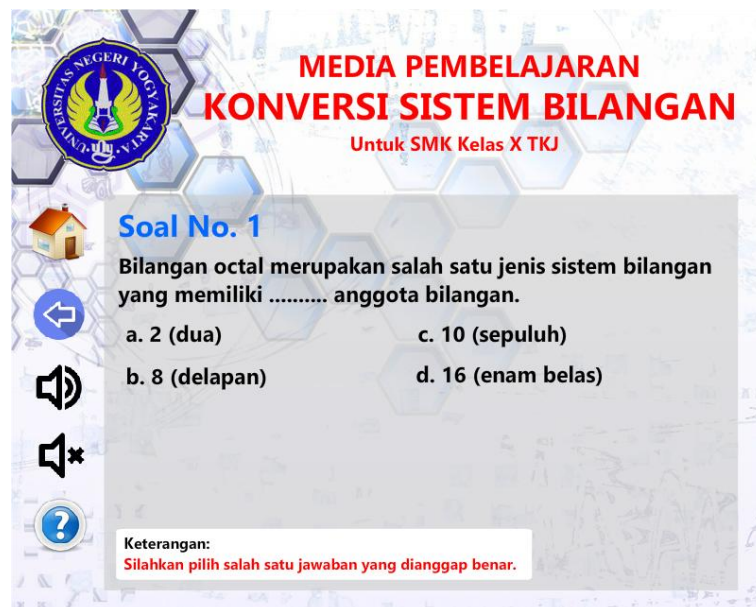 UNIVERSITAS NEGERI YOGYAKARTA
MEDIA PEMBELAJARAN
KONVERSI SISTEM BILANGAN
Untuk SMK Kelas X TKJ
Soal No. 1
Bilangan octal merupakan salah satu jenis sistem bilangan
yang memiliki .......... anggota bilangan.
a. 2 (dua)
c. 10 (sepuluh)
b. 8 (delapan)
d. 16 (enam belas)
?
Keterangan:
Silahkan pilih salah satu jawaban yang dianggap benar.